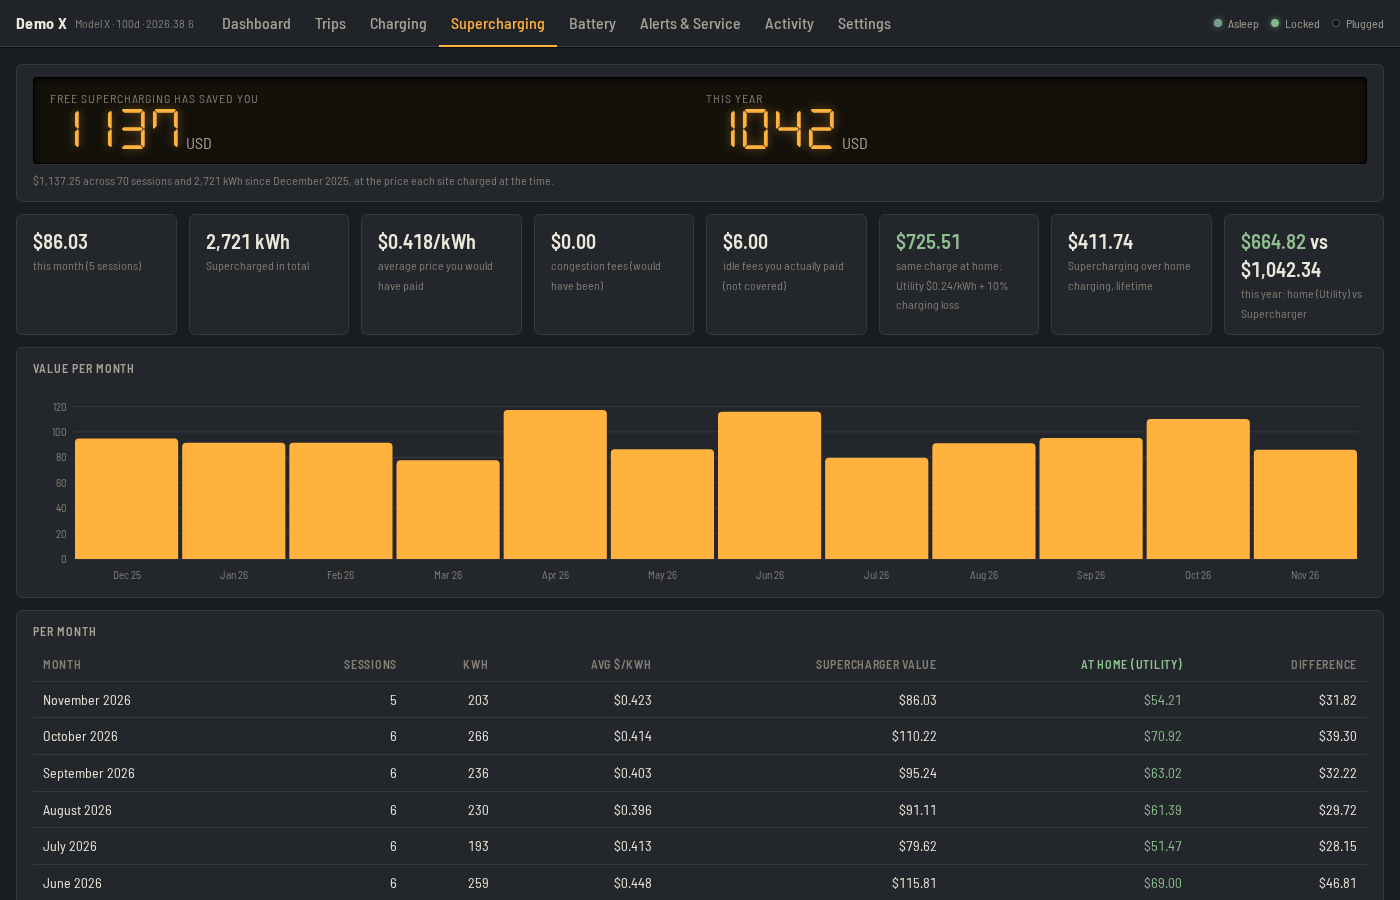 Demo X Model X · 100d · 2026.38.6 Dashboard Trips Charging Supercharging Battery Alerts & Service Activity Settings Asleep Locked Plugged
FREE SUPERCHARGING HAS SAVED YOU
1137 USD
THIS YEAR
1042 USD
$1,137.25 across 70 sessions and 2,721 kWh since December 2025, at the price each site charged at the time.
$86.03
this month (5 sessions)
2,721 kWh
Supercharged in total
$0.418/kWh
average price you would
have paid
$0.00
congestion fees (would
have been)
$6.00
idle fees you actually paid
(not covered)
$725.51
same charge at home:
Utility $0.24/kWh + 10%
charging loss
$411.74
Supercharging over home
charging, lifetime
$664.82 vs
$1,042.34
this year: home (Utility) vs
Supercharger
VALUE PER MONTH
120
100
80
60
40
20
0
Dec 25 Jan 26 Feb 26 Mar 26 Apr 26 May 26 Jun 26 Jul 26 Aug 26 Sep 26 Oct 26 Nov 26
PER MONTH
MONTH SESSIONS KWH AVG $/KWH SUPERCHARGER VALUE AT HOME (UTILITY) DIFFERENCE
November 2026 5 203 $0.423 $86.03 $54.21 $31.82
October 2026 6 266 $0.414 $110.22 $70.92 $39.30
September 2026 6 236 $0.403 $95.24 $63.02 $32.22
August 2026 6 230 $0.396 $91.11 $61.39 $29.72
July 2026 6 193 $0.413 $79.62 $51.47 $28.15
June 2026 6 259 $0.448 $115.81 $69.00 $46.81